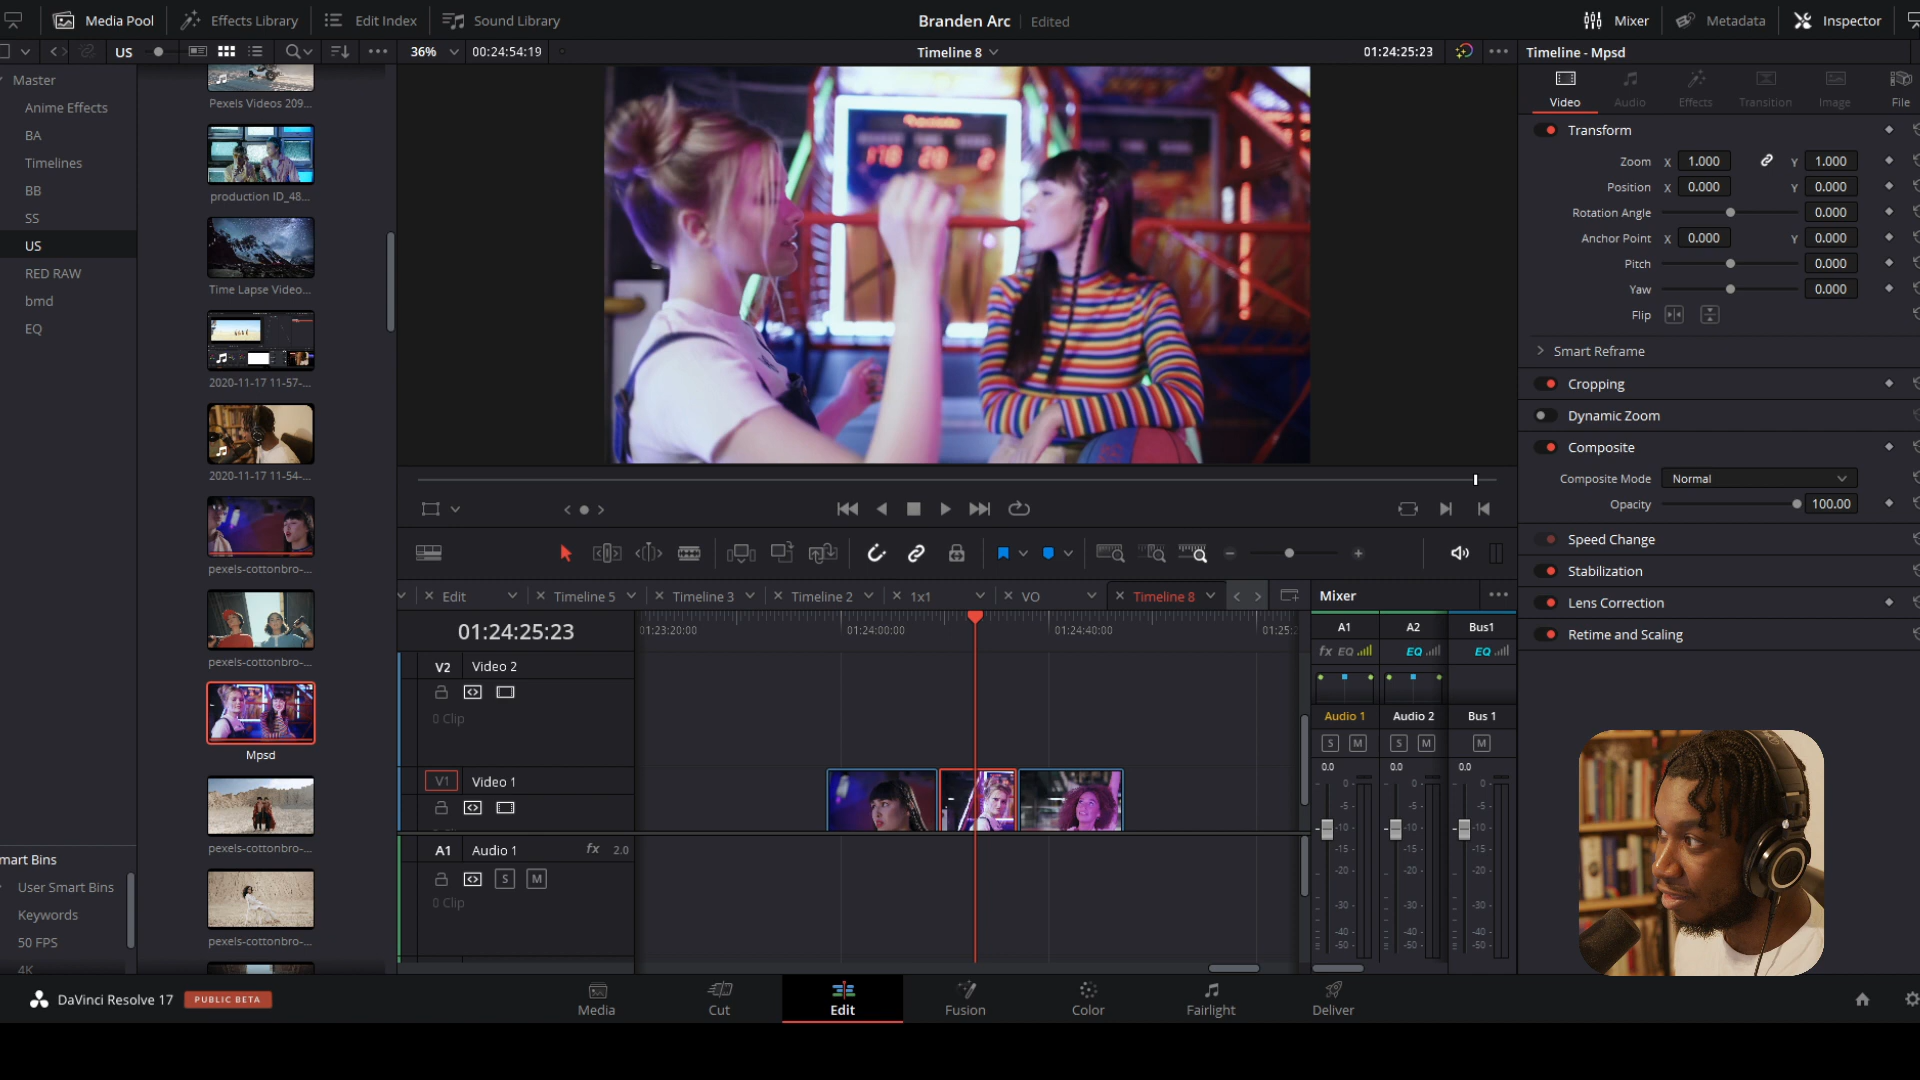 Media Pool Effects Library Edit Index Sound Library Branden Arc Edited Mixer Metadata Inspector
US 36% 00:24:54:19 Timeline 8 01:24:25:23 Timeline - Mpsd
Master
Anime Effects
BA
Timelines
BB
SS
US
RED RAW
bmd
EQ
mart Bins
User Smart Bins
Keywords
50 FPS
4K
Pexels Videos 209...
production ID_48...
Time Lapse Video...
2020-11-17 11-57-...
2020-11-17 11-54-...
pexels-cottonbro-...
pexels-cottonbro-...
Mpsd
pexels-cottonbro-...
pexels-cottonbro-...
Video Audio Effects Transition Image File
Transform
Zoom X 1.000 Y 1.000
Position X 0.000 Y 0.000
Rotation Angle 0.000
Anchor Point X 0.000 Y 0.000
Pitch 0.000
Yaw 0.000
Flip
Smart Reframe
Cropping
Dynamic Zoom
Composite
Composite Mode Normal
Opacity 100.00
Speed Change
Stabilization
Lens Correction
Retime and Scaling
Edit Timeline 5 Timeline 3 Timeline 2 1x1 VO Timeline 8
01:24:25:23 01:23:20:00 01:24:00:00 01:24:40:00 01:25:
V2 Video 2
0 Clip
V1 Video 1
A1 Audio 1 fx 2.0
S M
0 Clip
Mixer
A1 A2 Bus1
fx EQ EQ EQ
Audio 1 Audio 2 Bus 1
S M S M M
0.0 0.0 0.0
0 0 0
-5 -5 -5
-10 -10 -10
-15 -15 -15
-20 -20 -20
-30 -30 -30
-40 -40 -40
-50 -50 -50
DaVinci Resolve 17 PUBLIC BETA
Media Cut Edit Fusion Color Fairlight Deliver